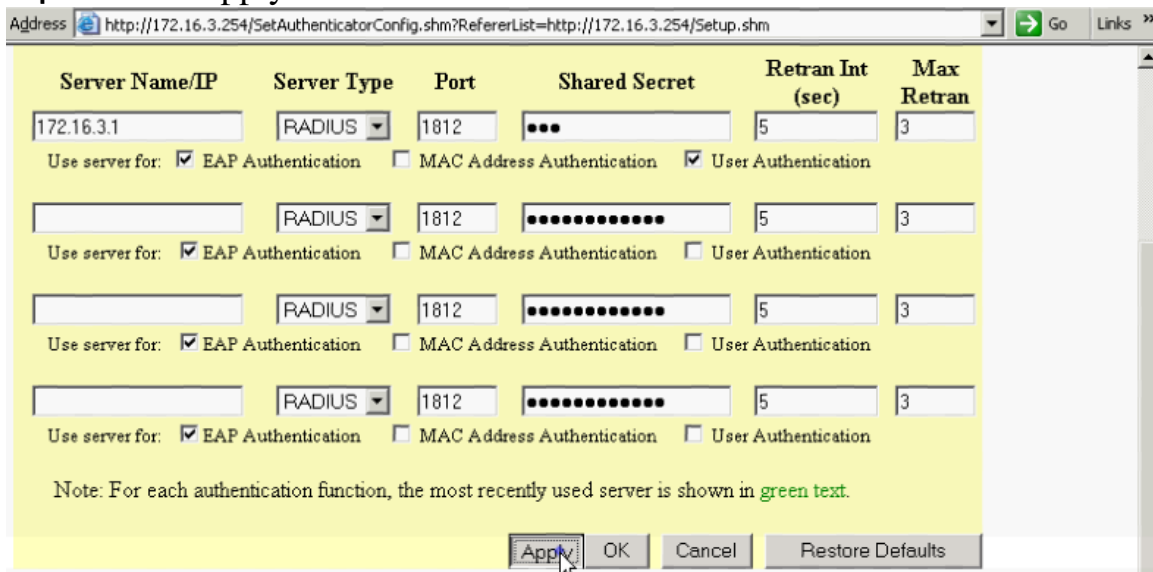 Apply
Address http://172.16.3.254/SetAuthenticatorConfig.shm?RefererList=http://172.16.3.254/Setup.shm Go Links »
Server Name/IP Server Type Port Shared Secret Retran Int (sec) Max Retran
172.16.3.1 RADIUS 1812 ●●● 5 3
Use server for: EAP Authentication MAC Address Authentication User Authentication
RADIUS 1812 ●●●●●●●●●●●● 5 3
Use server for: EAP Authentication MAC Address Authentication User Authentication
RADIUS 1812 ●●●●●●●●●●●● 5 3
Use server for: EAP Authentication MAC Address Authentication User Authentication
RADIUS 1812 ●●●●●●●●●●●● 5 3
Use server for: EAP Authentication MAC Address Authentication User Authentication
Note: For each authentication function, the most recently used server is shown in green text.
Apply OK Cancel Restore Defaults